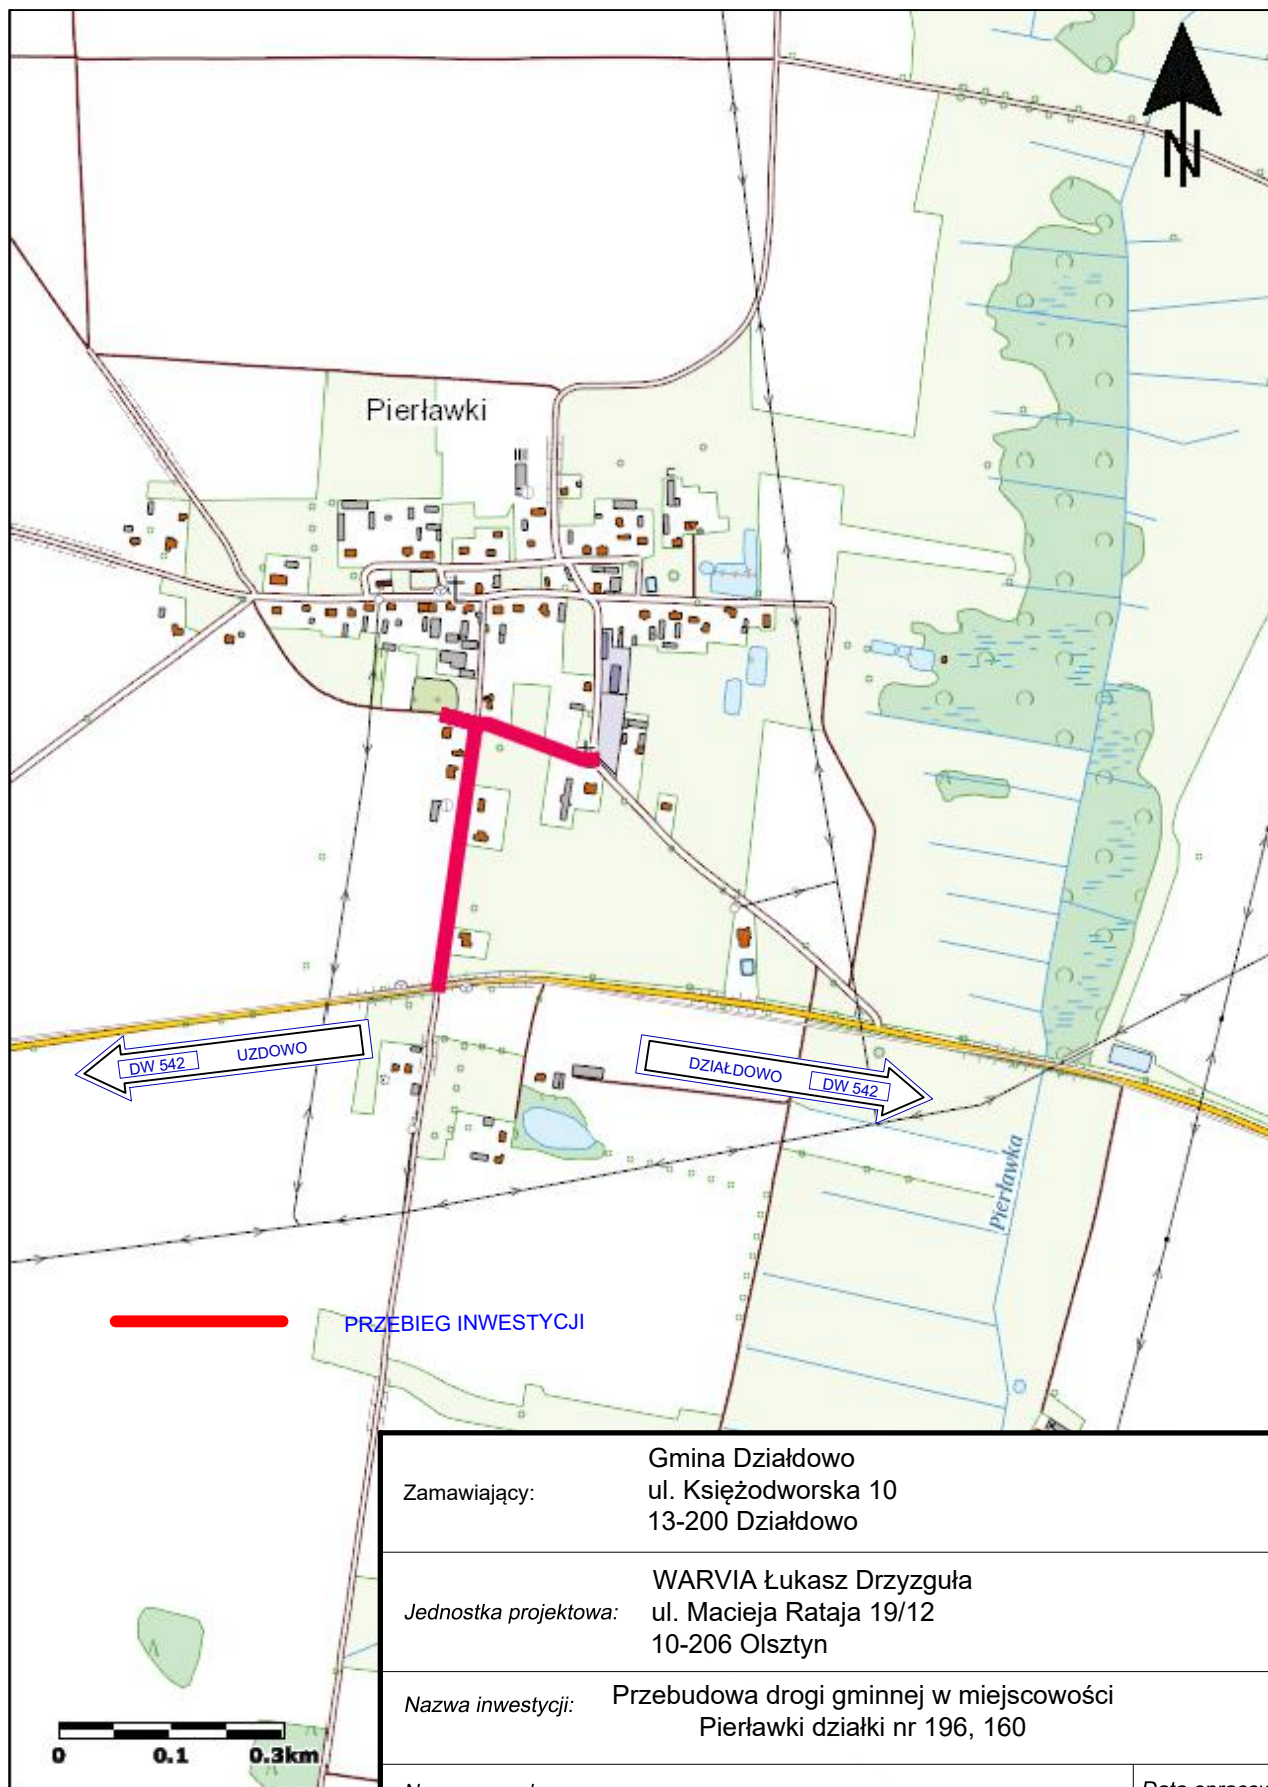 N
Pierławki
DW 542 UZDOWO
DZIAŁDOWO DW 542
Pierławka
PRZEBIEG INWESTYCJI
Zamawiający:
Gmina Działdowo
ul. Księżodworska 10
13-200 Działdowo
Jednostka projektowa:
WARVIA Łukasz Drzyzguła
ul. Macieja Rataja 19/12
10-206 Olsztyn
Nazwa inwestycji:
Przebudowa drogi gminnej w miejscowości
Pierławki działki nr 196, 160
0 0.1 0.3km